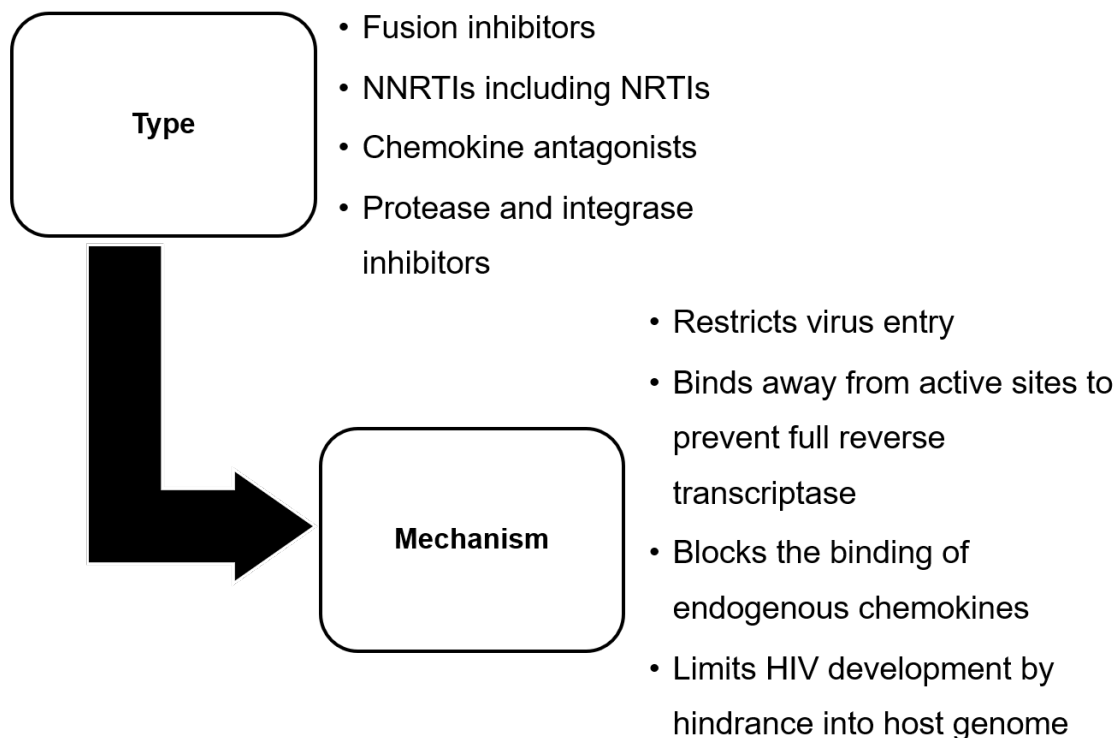 Type
• Fusion inhibitors
• NNRTIs including NRTIs
• Chemokine antagonists
• Protease and integrase
inhibitors
Mechanism
• Restricts virus entry
• Binds away from active sites to
prevent full reverse
transcriptase
• Blocks the binding of
endogenous chemokines
• Limits HIV development by
hindrance into host genome